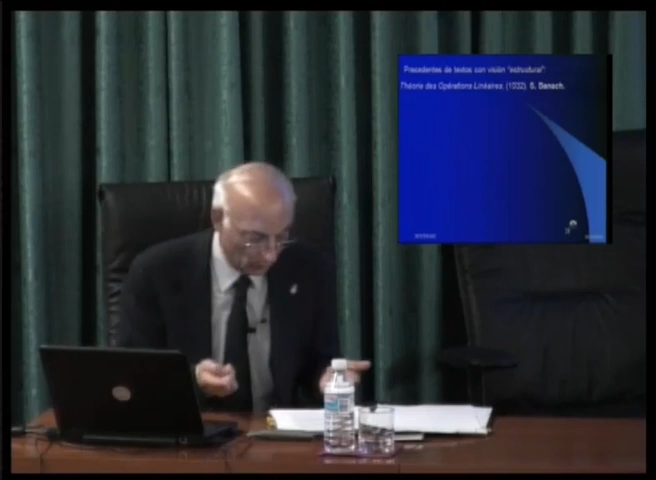 Precedentes de textos con visión "estructural":
Théorie des Opérations Linéaires, (1932), S. Banach.